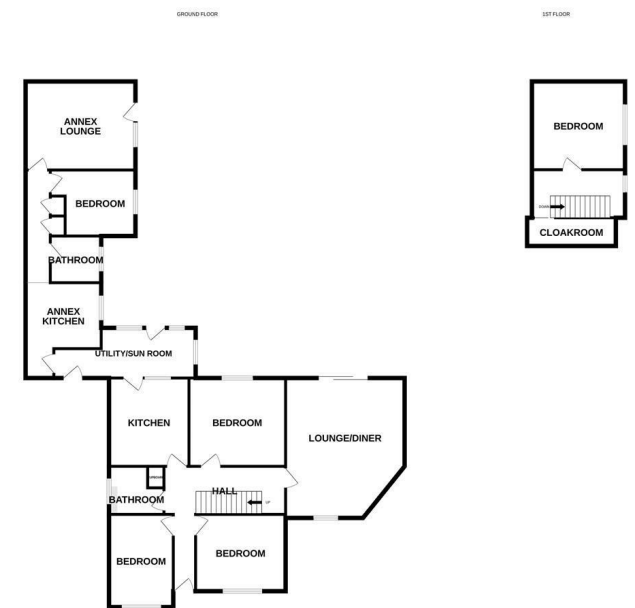 GROUND FLOOR
1ST FLOOR
ANNEX
LOUNGE
BEDROOM
BATHROOM
ANNEX
KITCHEN
UTILITY/SUN ROOM
KITCHEN
BEDROOM
LOUNGE/DINER
BATHROOM
HALL
UP
BEDROOM
BEDROOM
BEDROOM
DOWN
CLOAKROOM